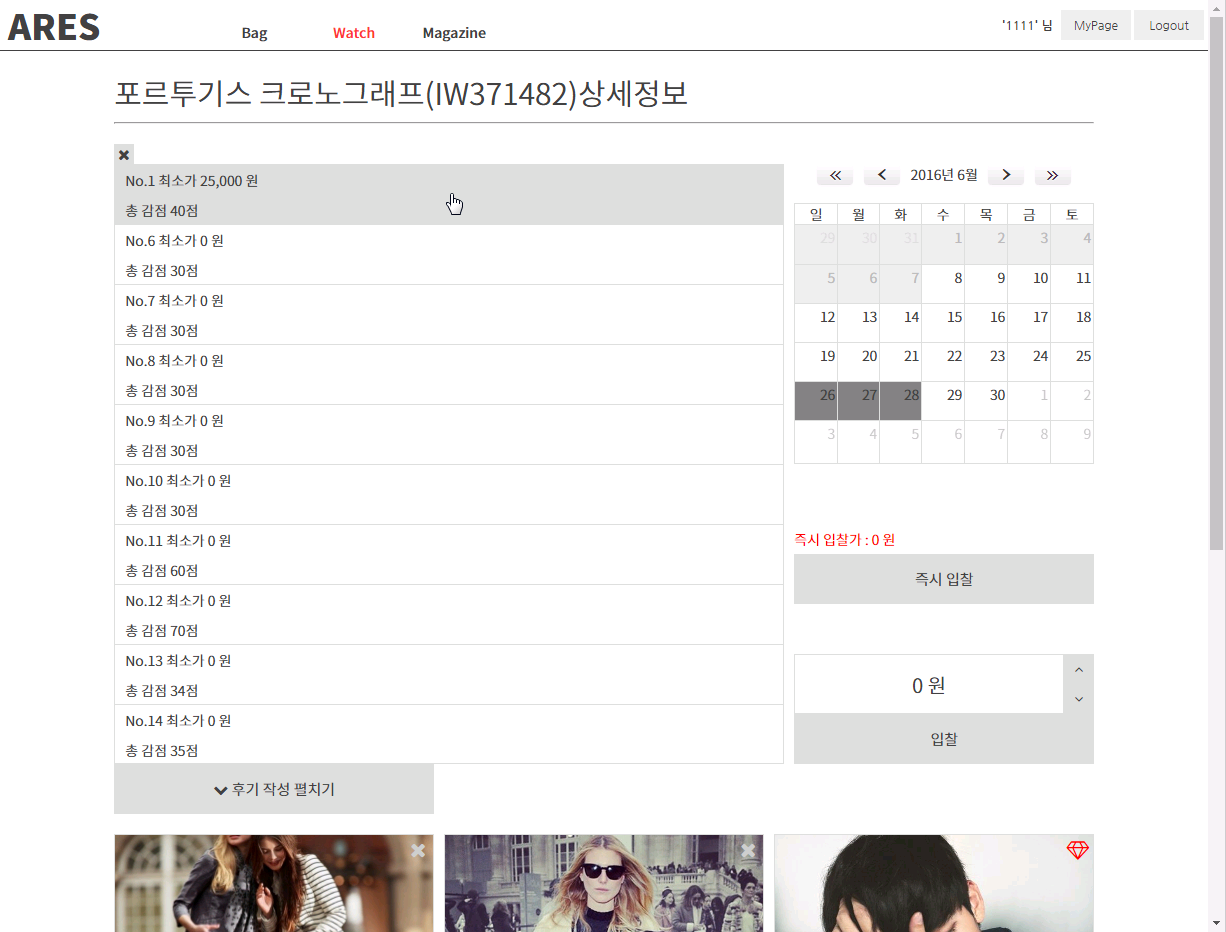 ARES
Bag
Watch
Magazine
'1111' 님
MyPage
Logout
포르투기스 크로노그래프(IW371482)상세정보
No.1 최소가 25,000 원
총 감점 40점
No.6 최소가 0 원
총 감점 30점
No.7 최소가 0 원
총 감점 30점
No.8 최소가 0 원
총 감점 30점
No.9 최소가 0 원
총 감점 30점
No.10 최소가 0 원
총 감점 30점
No.11 최소가 0 원
총 감점 60점
No.12 최소가 0 원
총 감점 70점
No.13 최소가 0 원
총 감점 34점
No.14 최소가 0 원
총 감점 35점
후기 작성 펼치기
2016년 6월
일 월 화 수 목 금 토
29 30 31 1 2 3 4
5 6 7 8 9 10 11
12 13 14 15 16 17 18
19 20 21 22 23 24 25
26 27 28 29 30 1 2
3 4 5 6 7 8 9
즉시 입찰가 : 0 원
즉시 입찰
0 원
입찰